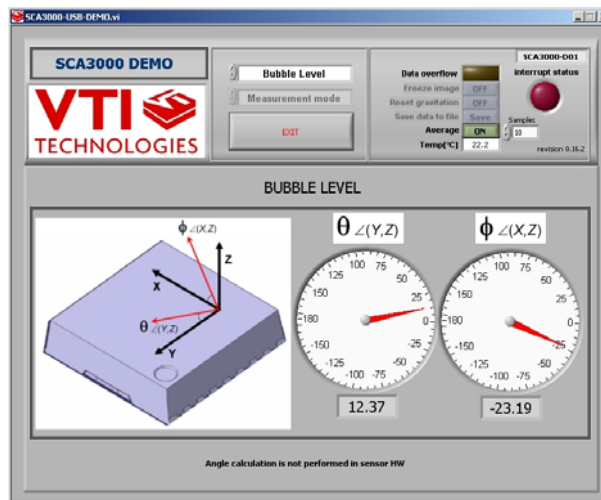 SCA3000-USB-DEMO.vi
SCA3000 DEMO
VTI
TECHNOLOGIES
Bubble Level
Measurement mode
EXIT
SCA3000-D01
Data overflow
interrupt status
Freeze image OFF
Reset gravitation OFF
Save data to file Save
Samples
Average ON
10
Temp[°C] 22.2
revision 0.16.2
BUBBLE LEVEL
ϕ ∠(X,Z)
Z
X
θ ∠(Y,Z)
Y
θ ∠(Y,Z)
100 75
125 50
150 25
-180 0
-150 -25
-125 -50
-100 -75
12.37
ϕ ∠(X,Z)
100 75
125 50
150 25
-180 0
-150 -25
-125 -50
-100 -75
-23.19
Angle calculation is not performed in sensor HW